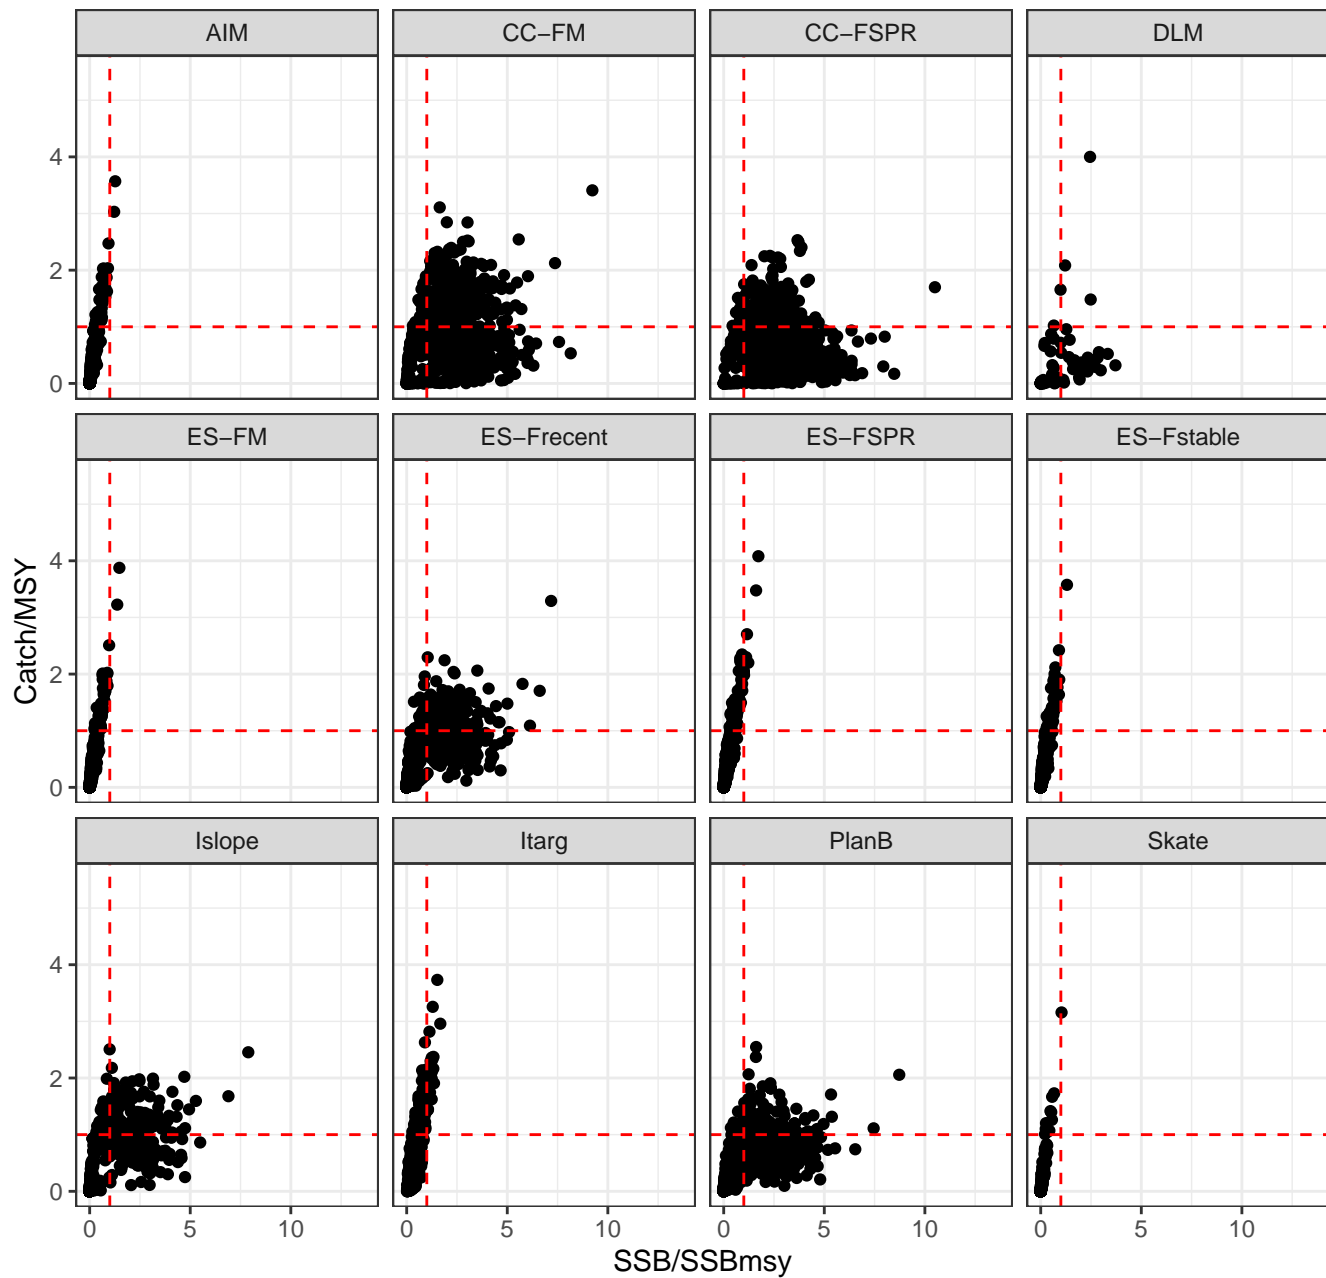 AIM CC−FM CC−FSPR DLM
4
2
0
ES−FM ES−Frecent ES−FSPR ES−Fstable
4
2
0
Islope Itarg PlanB Skate
4
2
0
0 5 10 0 5 10 0 5 10 0 5 10
SSB/SSBmsy
Catch/MSY